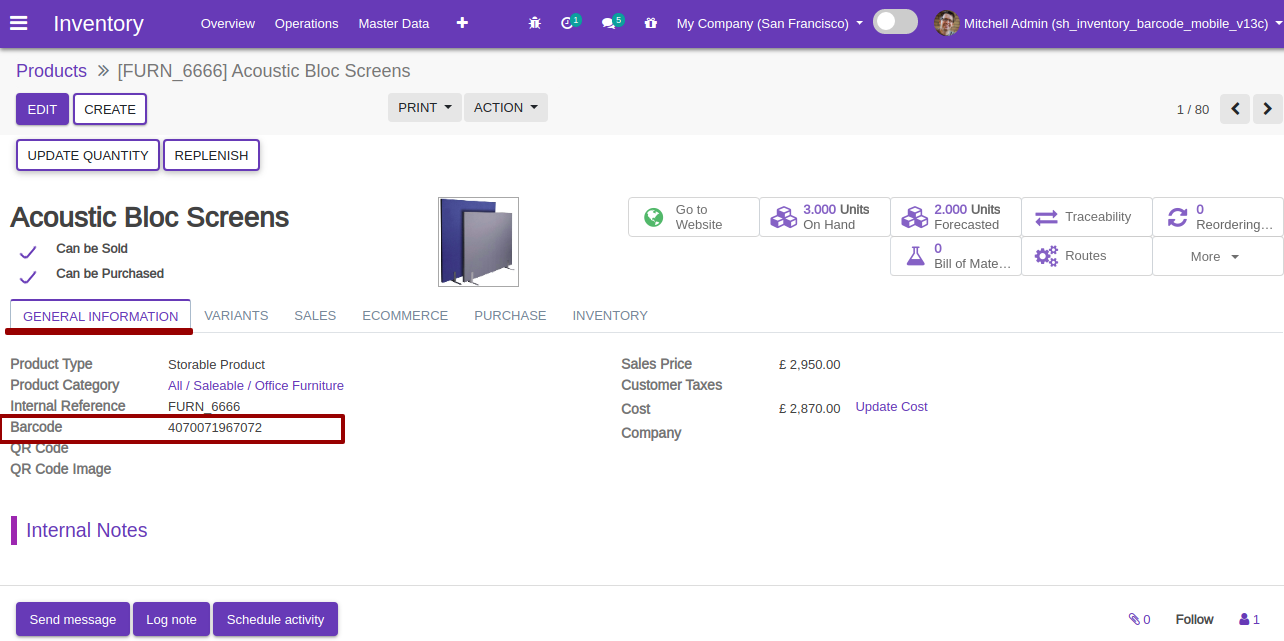 Inventory Overview Operations Master Data + 1 5 My Company (San Francisco) Mitchell Admin (sh_inventory_barcode_mobile_v13c)
Products » [FURN_6666] Acoustic Bloc Screens
EDIT CREATE PRINT ACTION 1 / 80
UPDATE QUANTITY REPLENISH
Acoustic Bloc Screens
Can be Sold
Can be Purchased
Go to Website
3.000 Units On Hand
2.000 Units Forecasted
Traceability
0 Reordering...
0 Bill of Mate...
Routes
More
GENERAL INFORMATION VARIANTS SALES ECOMMERCE PURCHASE INVENTORY
Product Type Storable Product
Product Category All / Saleable / Office Furniture
Internal Reference FURN_6666
Barcode 4070071967072
QR Code
QR Code Image
Sales Price £ 2,950.00
Customer Taxes
Cost £ 2,870.00 Update Cost
Company
Internal Notes
Send message Log note Schedule activity 0 Follow 1